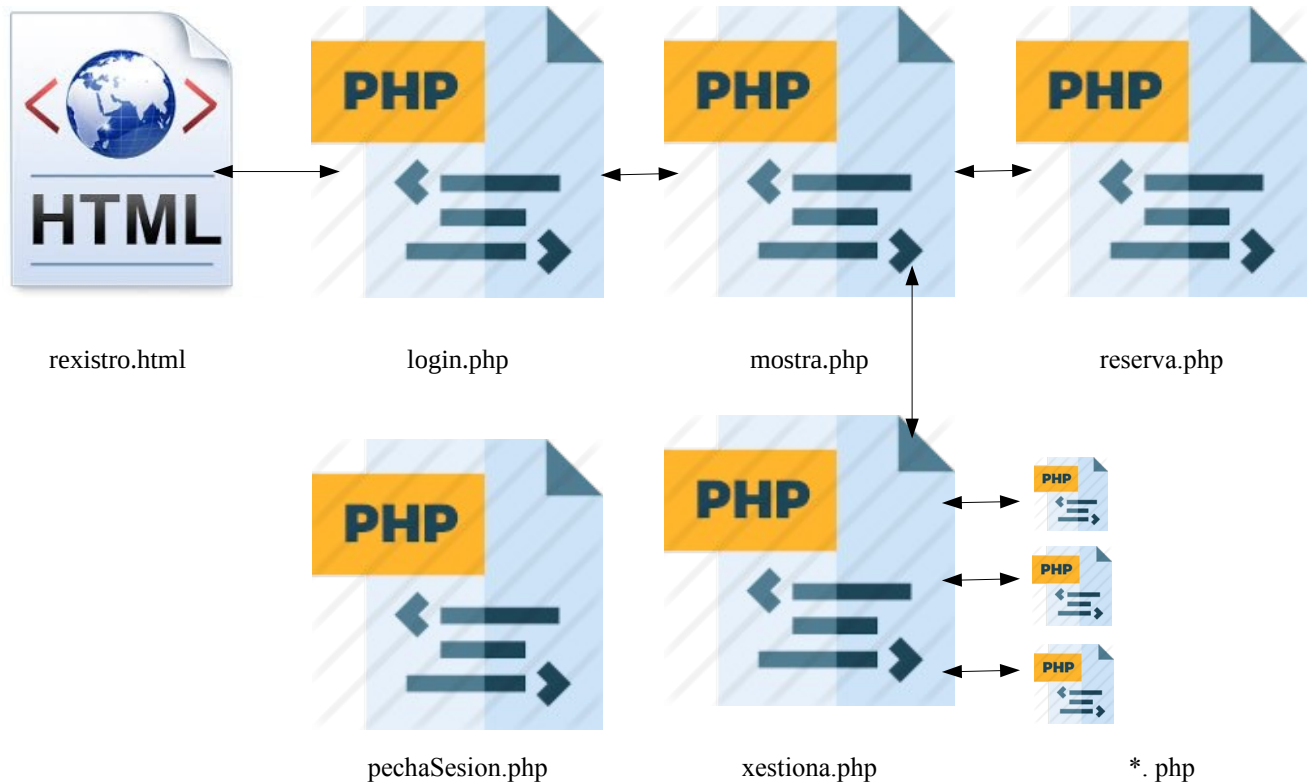 HTML
PHP
PHP
PHP
rexistro.html
login.php
mostra.php
reserva.php
PHP
PHP
PHP
PHP
PHP
pechaSesion.php
xestiona.php
*. php